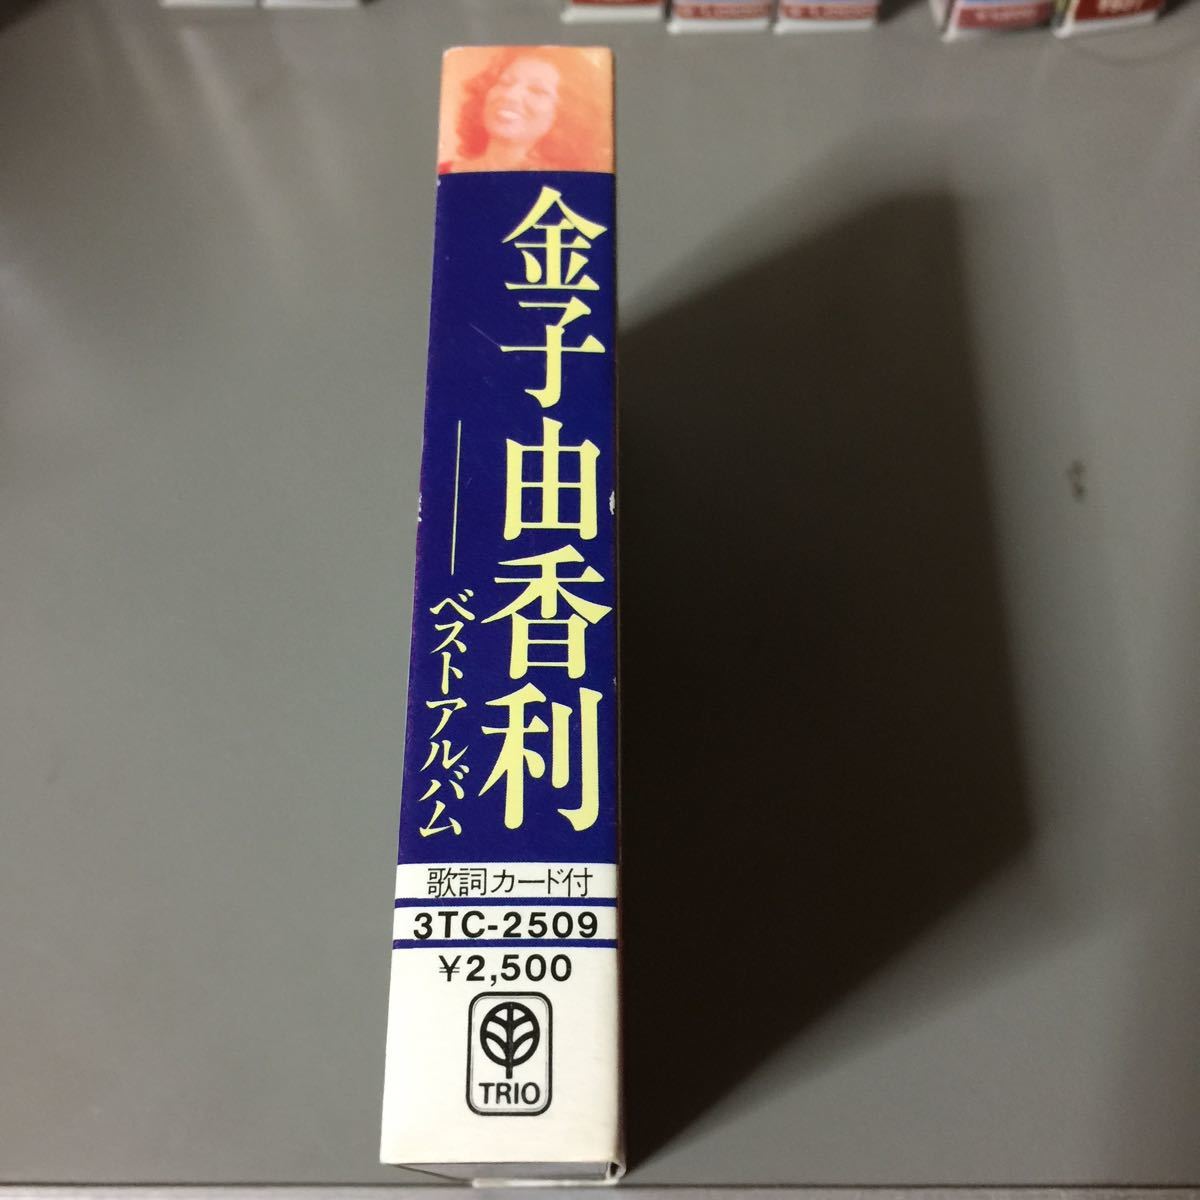 金子由香利
ベストアルバム
歌詞カード付
3TC-2509
¥2,500
TRIO